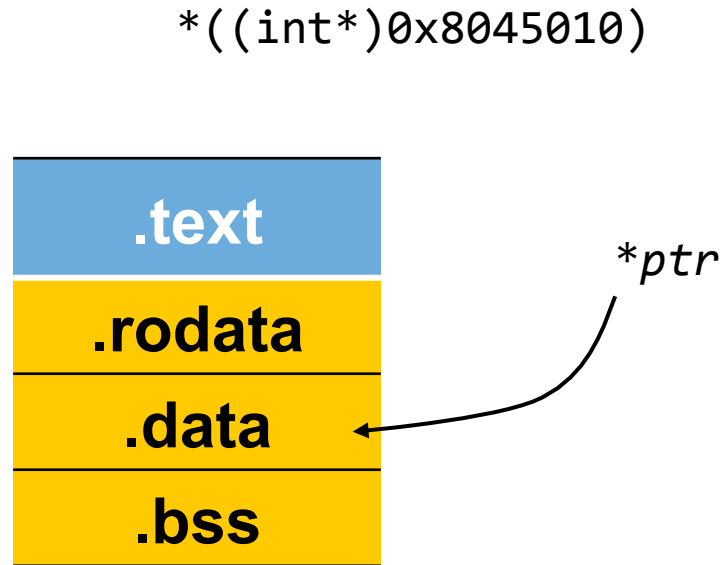 *((int*)0x8045010)
.text
*ptr
.rodata
.data
.bss